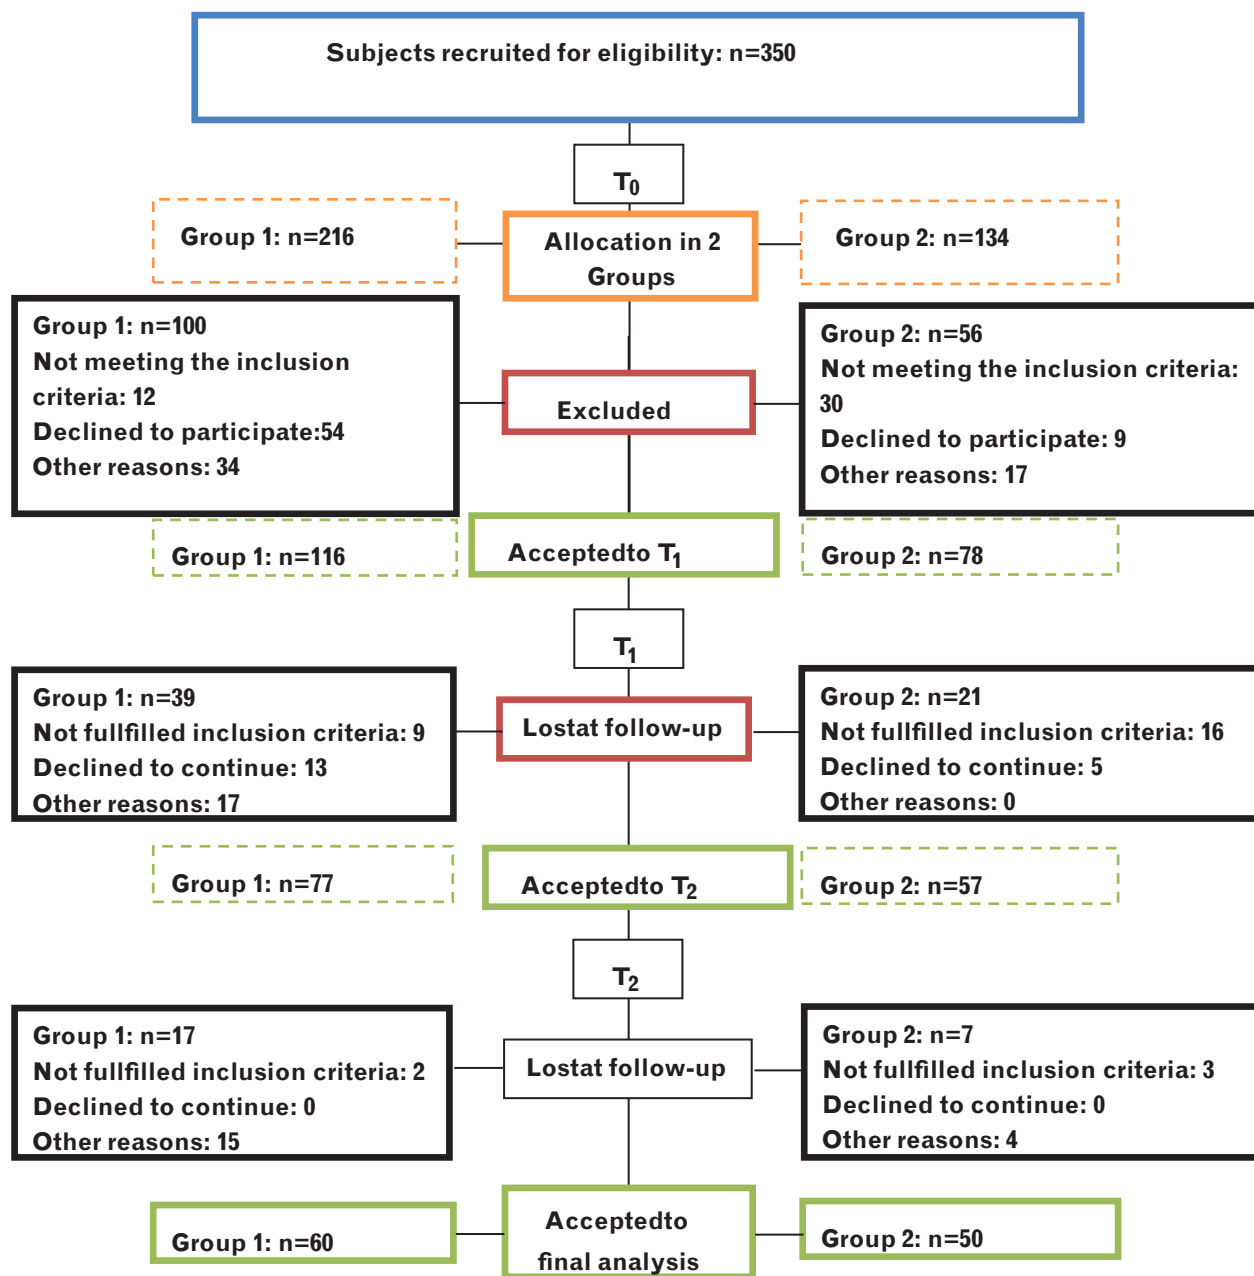 Subjects recruited for eligibility: n=350
T0
Group 1: n=216
Allocation in 2
Groups
Group 2: n=134
Group 1: n=100
Not meeting the inclusion
criteria: 12
Declined to participate:54
Other reasons: 34
Excluded
Group 2: n=56
Not meeting the inclusion criteria:
30
Declined to participate: 9
Other reasons: 17
Group 1: n=116
Acceptedto T1
Group 2: n=78
T1
Group 1: n=39
Not fullfilled inclusion criteria: 9
Declined to continue: 13
Other reasons: 17
Lostat follow-up
Group 2: n=21
Not fullfilled inclusion criteria: 16
Declined to continue: 5
Other reasons: 0
Group 1: n=77
Acceptedto T2
Group 2: n=57
T2
Group 1: n=17
Not fullfilled inclusion criteria: 2
Declined to continue: 0
Other reasons: 15
Lostat follow-up
Group 2: n=7
Not fullfilled inclusion criteria: 3
Declined to continue: 0
Other reasons: 4
Group 1: n=60
Acceptedto
final analysis
Group 2: n=50